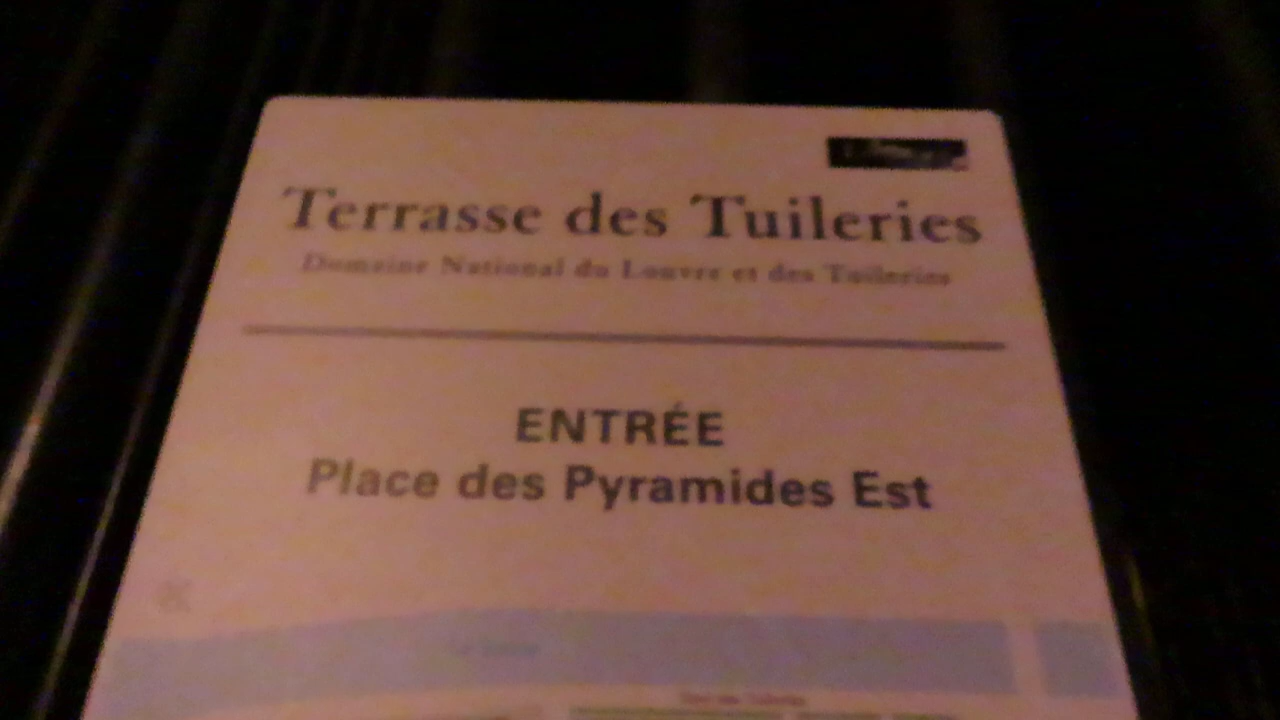 Terrasse des Tuileries
Domaine National du Louvre et des Tuileries
ENTRÉE
Place des Pyramides Est